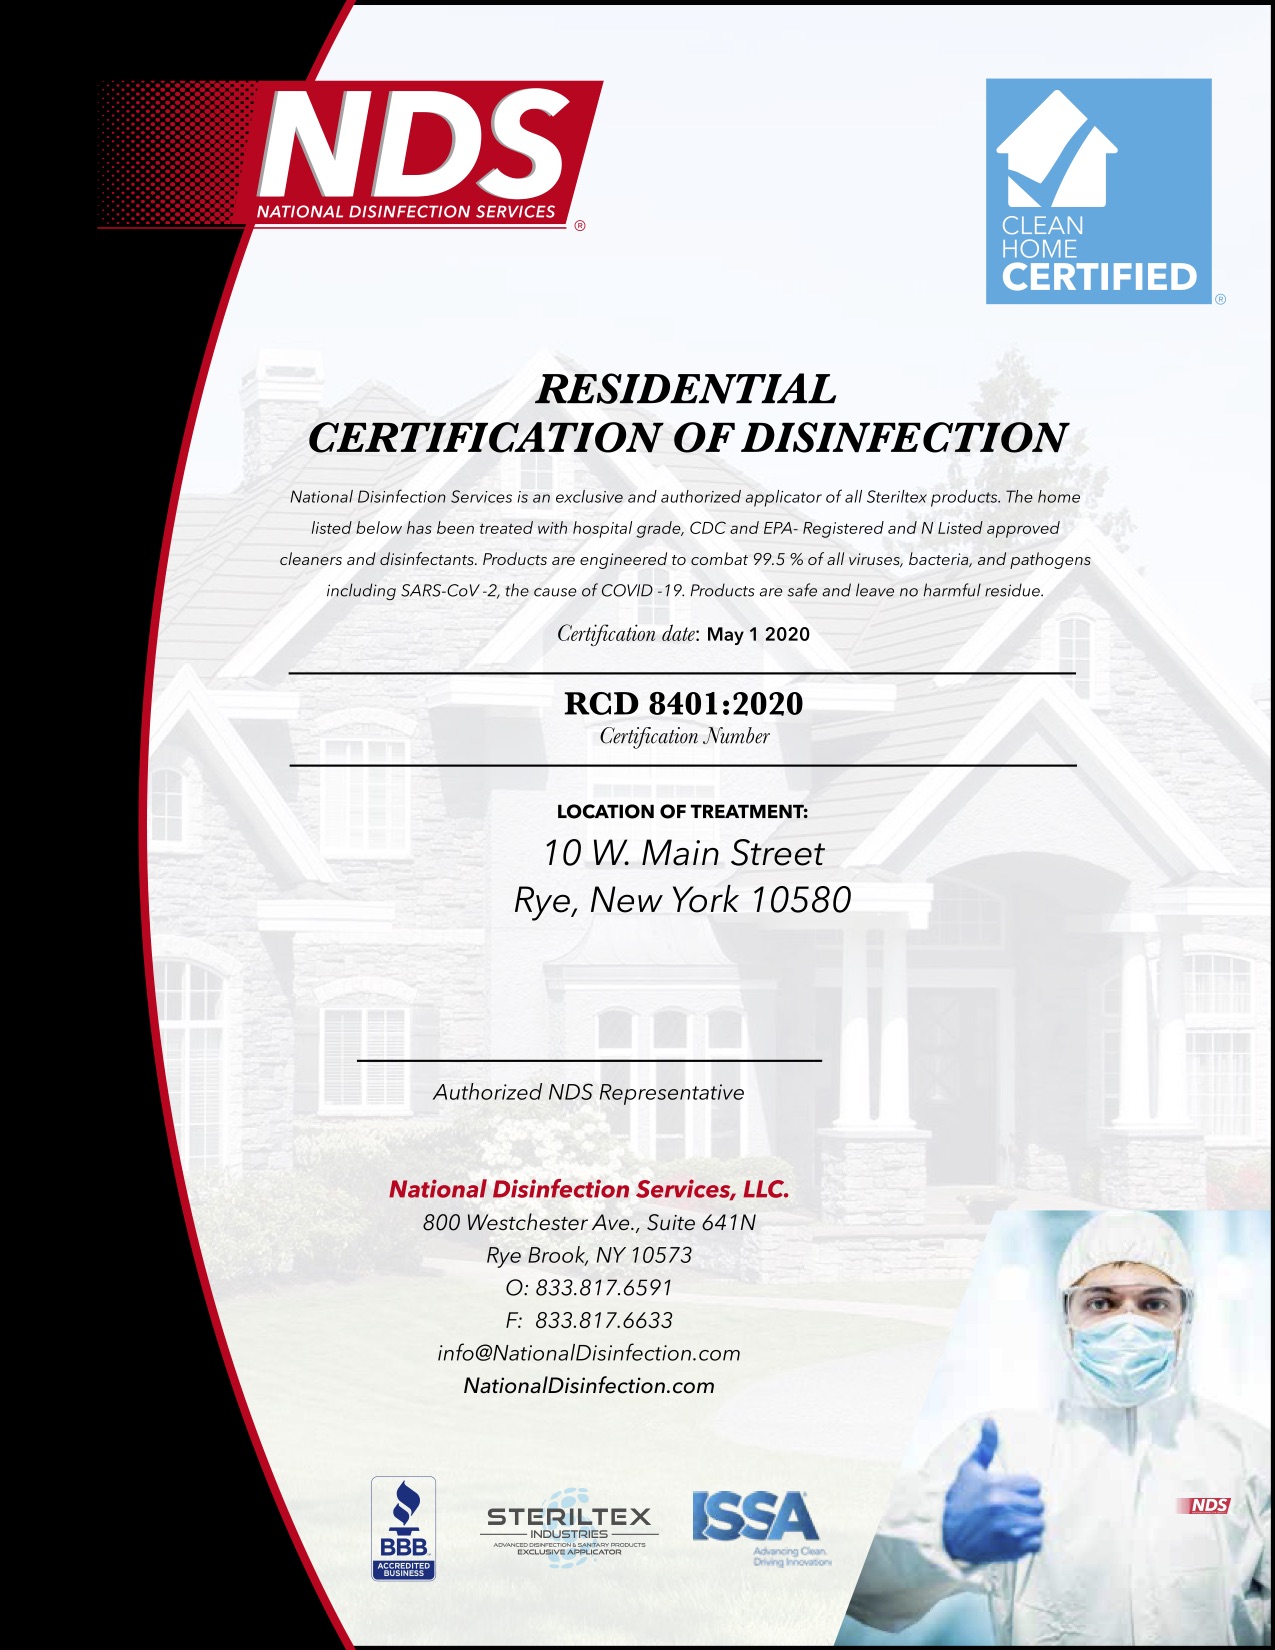 NDS
NATIONAL DISINFECTION SERVICES
®
CLEAN
HOME
CERTIFIED
®
RESIDENTIAL
CERTIFICATION OF DISINFECTION
National Disinfection Services is an exclusive and authorized applicator of all Steriltex products. The home
listed below has been treated with hospital grade, CDC and EPA- Registered and N Listed approved
cleaners and disinfectants. Products are engineered to combat 99.5 % of all viruses, bacteria, and pathogens
including SARS-CoV -2, the cause of COVID -19. Products are safe and leave no harmful residue.
Certification date: May 1 2020
RCD 8401:2020
Certification Number
LOCATION OF TREATMENT:
10 W. Main Street
Rye, New York 10580
Authorized NDS Representative
National Disinfection Services, LLC.
800 Westchester Ave., Suite 641N
Rye Brook, NY 10573
O: 833.817.6591
F: 833.817.6633
info@NationalDisinfection.com
NationalDisinfection.com
BBB
ACCREDITED
BUSINESS
STERILTEX
INDUSTRIES
ADVANCED DISINFECTION & SANITARY PRODUCTS
EXCLUSIVE APPLICATOR
ISSA
Advancing Clean.
Driving Innovation
NDS